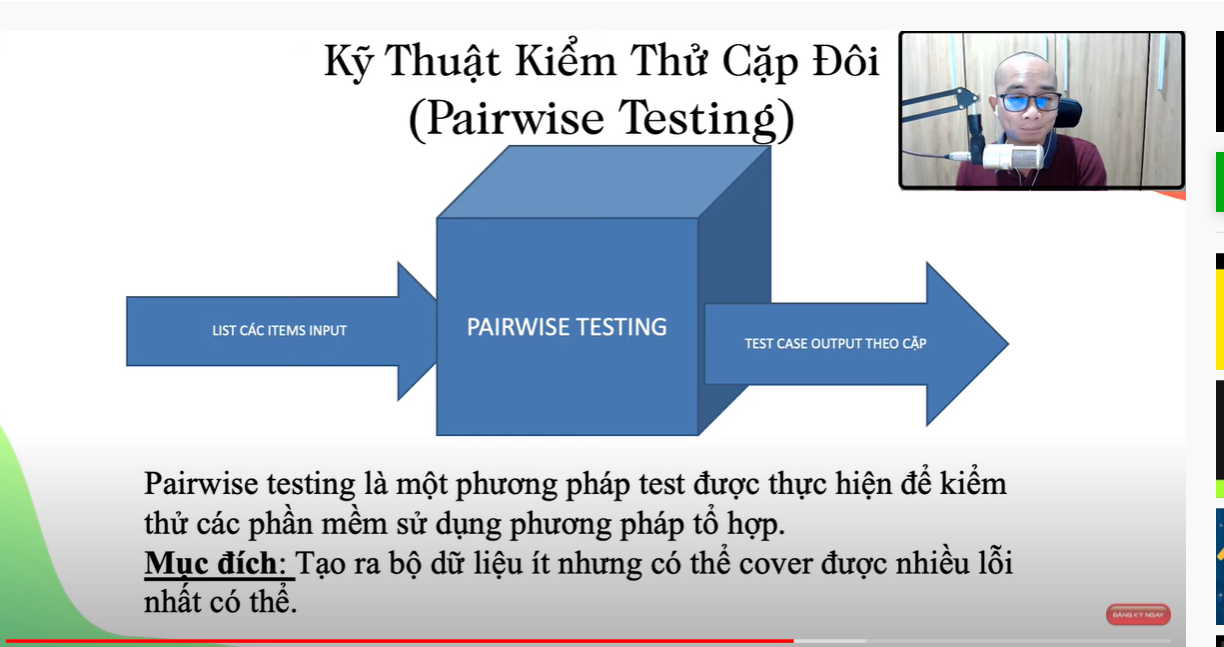 Kỹ Thuật Kiểm Thử Cặp Đôi
(Pairwise Testing)
LIST CÁC ITEMS INPUT
PAIRWISE TESTING
TEST CASE OUTPUT THEO CẶP
Pairwise testing là một phương pháp test được thực hiện để kiểm
thử các phần mềm sử dụng phương pháp tổ hợp.
Mục đích: Tạo ra bộ dữ liệu ít nhưng có thể cover được nhiều lỗi
nhất có thể.
ĐĂNG KÝ NGAY